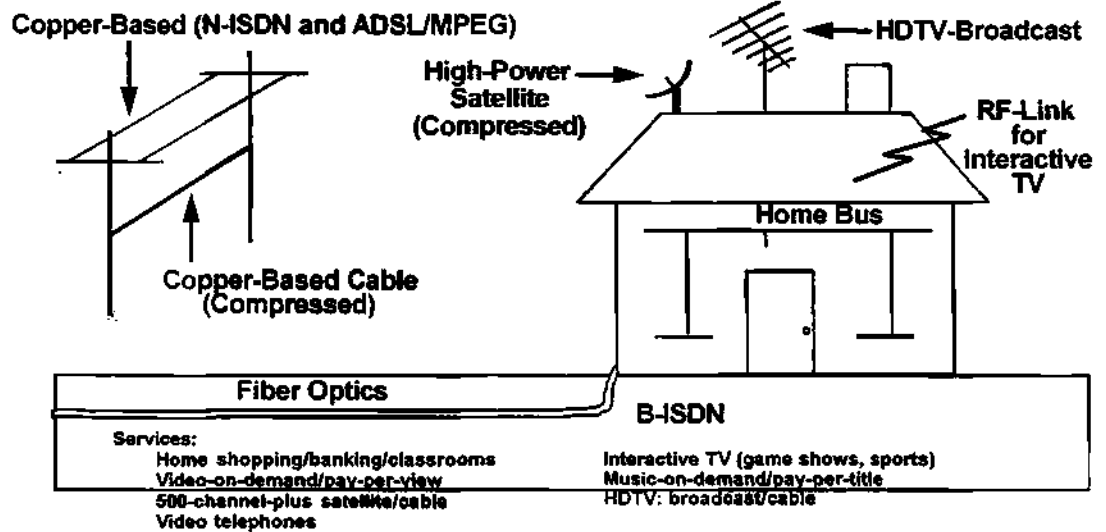 Copper-Based (N-ISDN and ADSL/MPEG)
HDTV-Broadcast
High-Power
Satellite
(Compressed)
RF-Link
for
Interactive
TV
Home Bus
Copper-Based Cable
(Compressed)
Fiber Optics
B-ISDN
Services:
Home shopping/banking/classrooms
Video-on-demand/pay-per-view
500-channel-plus satellite/cable
Video telephones
Interactive TV (game shows, sports)
Music-on-demand/pay-per-title
HDTV: broadcast/cable